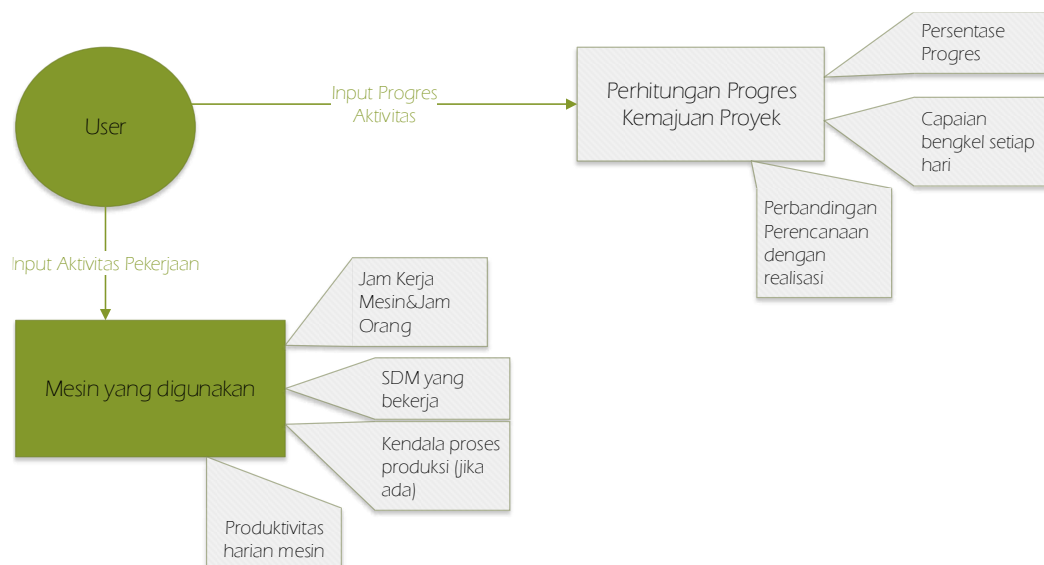 User
Input Progres
Aktivitas
Perhitungan Progres
Kemajuan Proyek
Persentase
Progres
Capaian
bengkel setiap
hari
Perbandingan
Perencanaan
dengan
realisasi
Input Aktivitas Pekerjaan
Mesin yang digunakan
Jam Kerja
Mesin&Jam
Orang
SDM yang
bekerja
Kendala proses
produksi (jika
ada)
Produktivitas
harian mesin